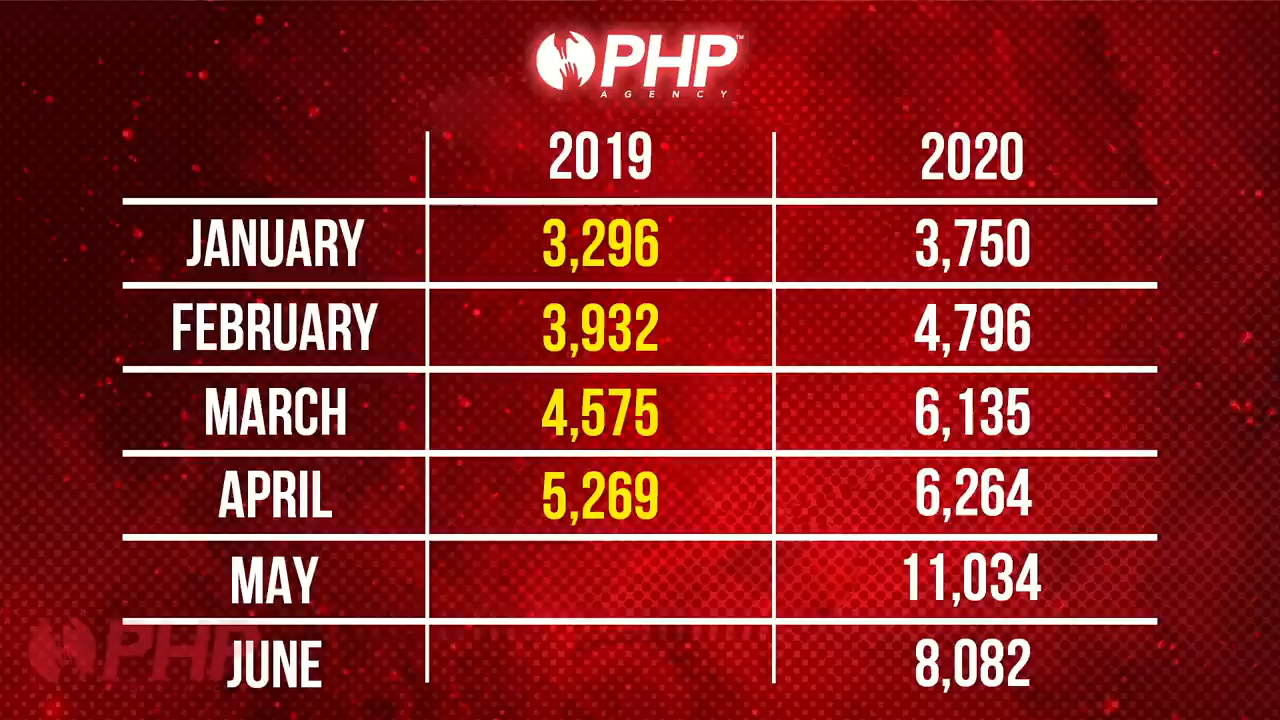 PHP™
AGENCY
2019 2020
JANUARY 3,296 3,750
FEBRUARY 3,932 4,796
MARCH 4,575 6,135
APRIL 5,269 6,264
MAY 11,034
PHP
JUNE 8,082